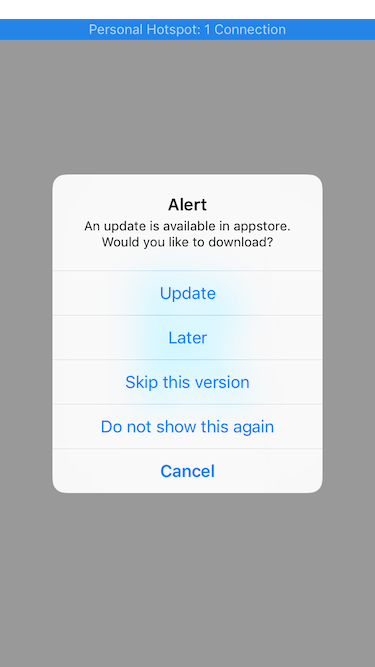 Personal Hotspot: 1 Connection
Alert
An update is available in appstore.
Would you like to download?
Update
Later
Skip this version
Do not show this again
Cancel